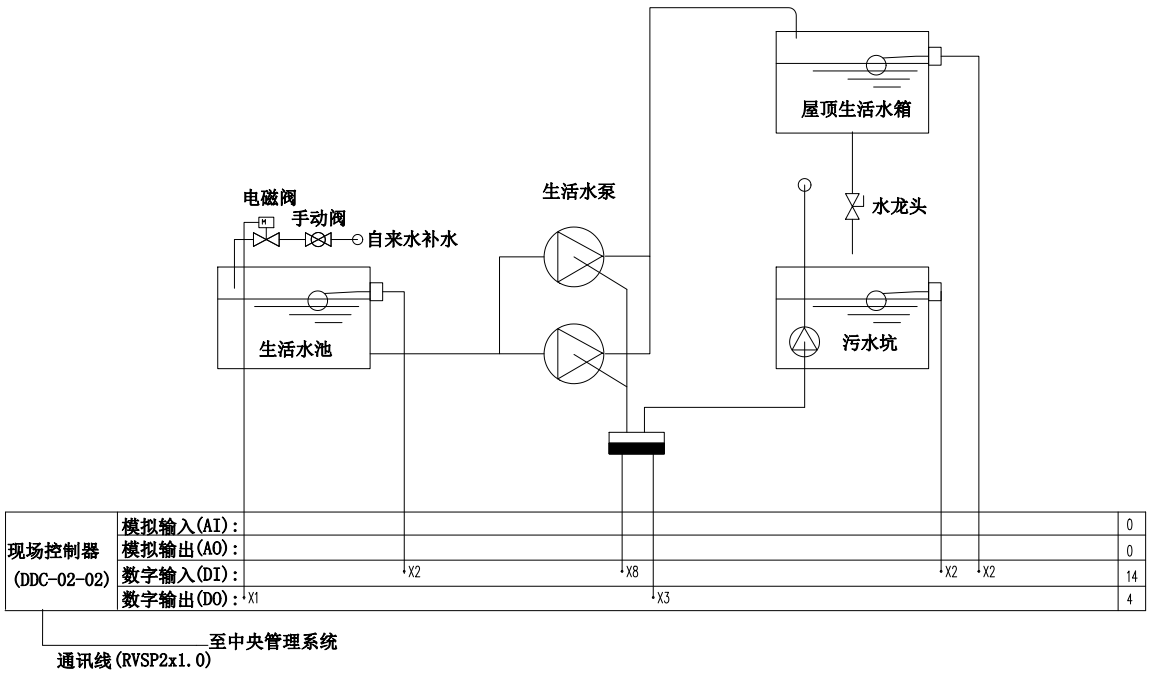 屋顶生活水箱
生活水泵
电磁阀
M
手动阀
自来水补水
水龙头
生活水池
污水坑
现场控制器
(DDC-02-02)
模拟输入(AI):
0
模拟输出(AO):
0
数字输入(DI):
X2
X8
X2
X2
14
数字输出(DO):
X1
X3
4
至中央管理系统
通讯线(RVSP2x1.0)